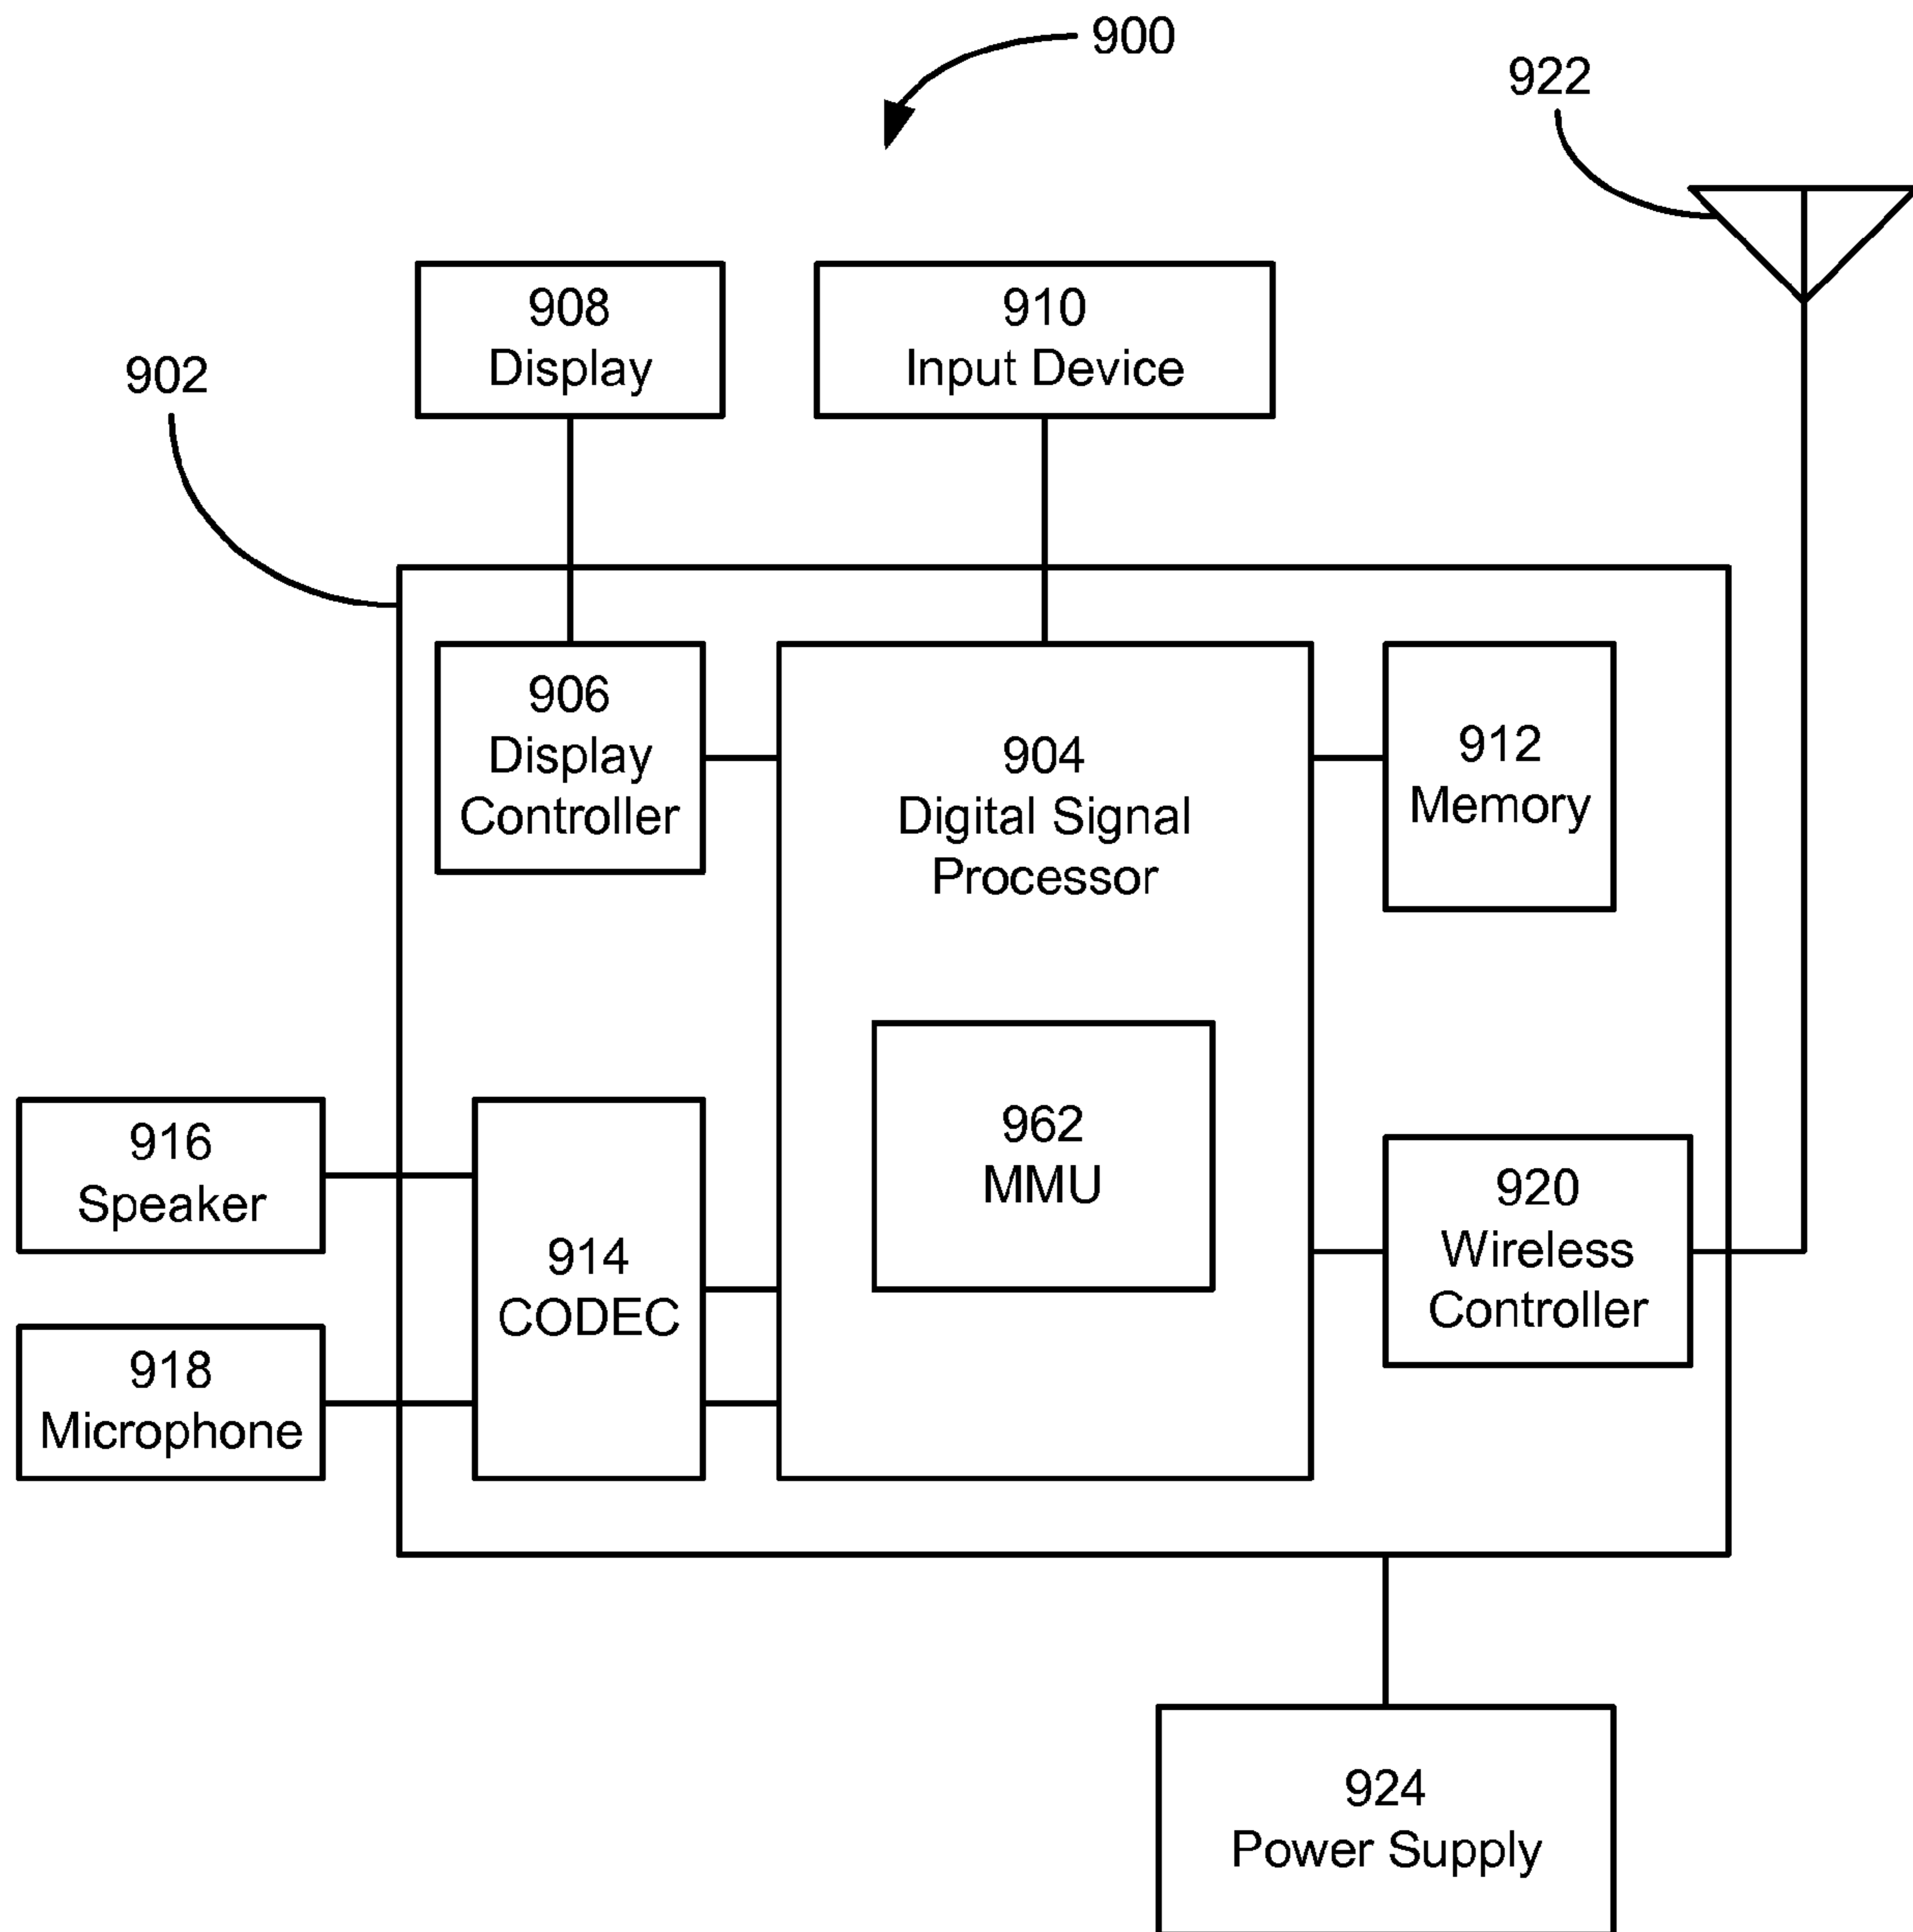 900
922
908
Display
910
Input Device
902
906
Display
Controller
904
Digital Signal
Processor
912
Memory
962
MMU
916
Speaker
914
CODEC
918
Microphone
920
Wireless
Controller
924
Power Supply